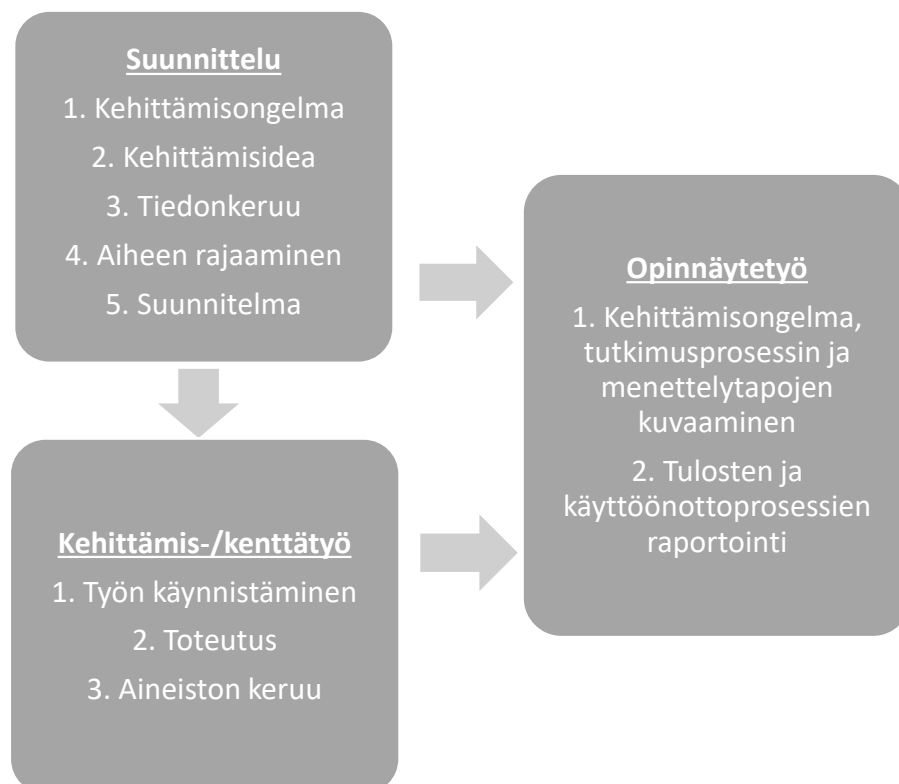 Suunnittelu
1. Kehittämisongelma
2. Kehittämisidea
3. Tiedonkeruu
4. Aiheen rajaaminen
5. Suunnitelma
Kehittämis-/kenttätyö
1. Työn käynnistäminen
2. Toteutus
3. Aineiston keruu
Opinnäytetyö
1. Kehittämisongelma,
tutkimusprosessin ja
menettelytapojen
kuvaaminen
2. Tulosten ja
käyttöönottoprosessien
raportointi